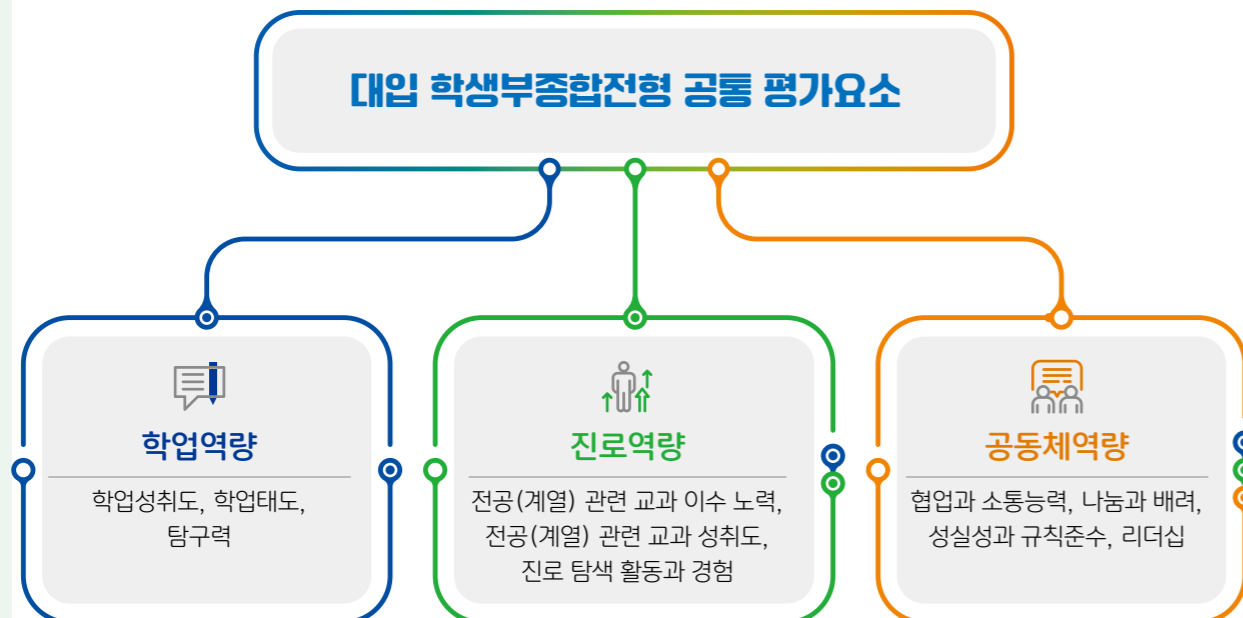 대입 학생부종합전형 공통 평가요소
학업역량
학업성취도, 학업태도,
탐구력
진로역량
전공(계열) 관련 교과 이수 노력,
전공(계열) 관련 교과 성취도,
진로 탐색 활동과 경험
공동체역량
협업과 소통능력, 나눔과 배려,
성실성과 규칙준수, 리더십